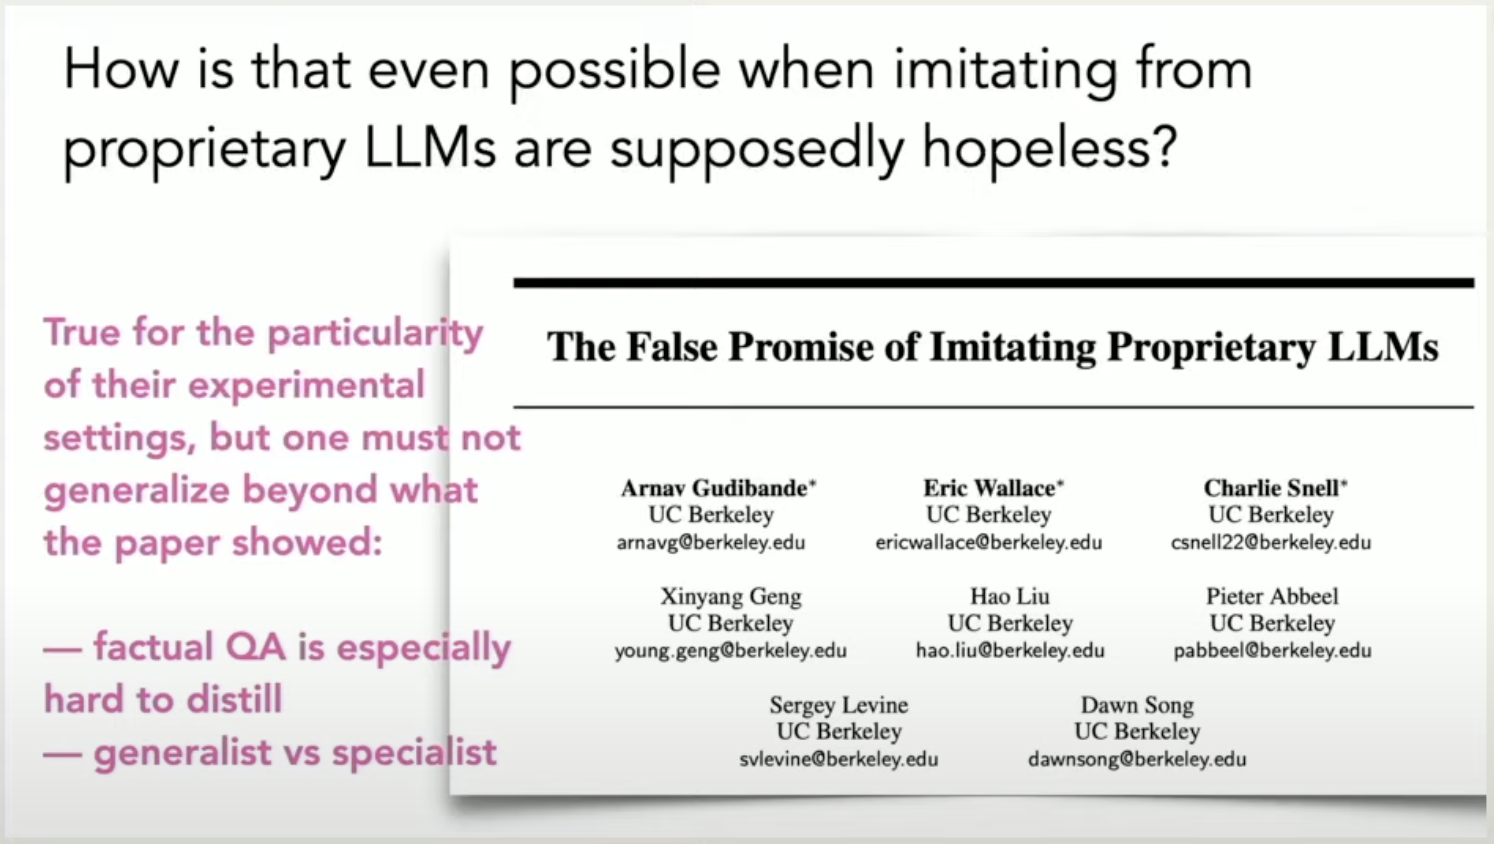 How is that even possible when imitating from
proprietary LLMs are supposedly hopeless?
True for the particularity
of their experimental
settings, but one must not
generalize beyond what
the paper showed:
— factual QA is especially
hard to distill
— generalist vs specialist
The False Promise of Imitating Proprietary LLMs
Arnav Gudibande* Eric Wallace* Charlie Snell*
UC Berkeley UC Berkeley UC Berkeley
arnavg@berkeley.edu ericwallace@berkeley.edu csnell22@berkeley.edu
Xinyang Geng Hao Liu Pieter Abbeel
UC Berkeley UC Berkeley UC Berkeley
young.geng@berkeley.edu hao.liu@berkeley.edu pabbeel@berkeley.edu
Sergey Levine Dawn Song
UC Berkeley UC Berkeley
svlevine@berkeley.edu dawnsong@berkeley.edu